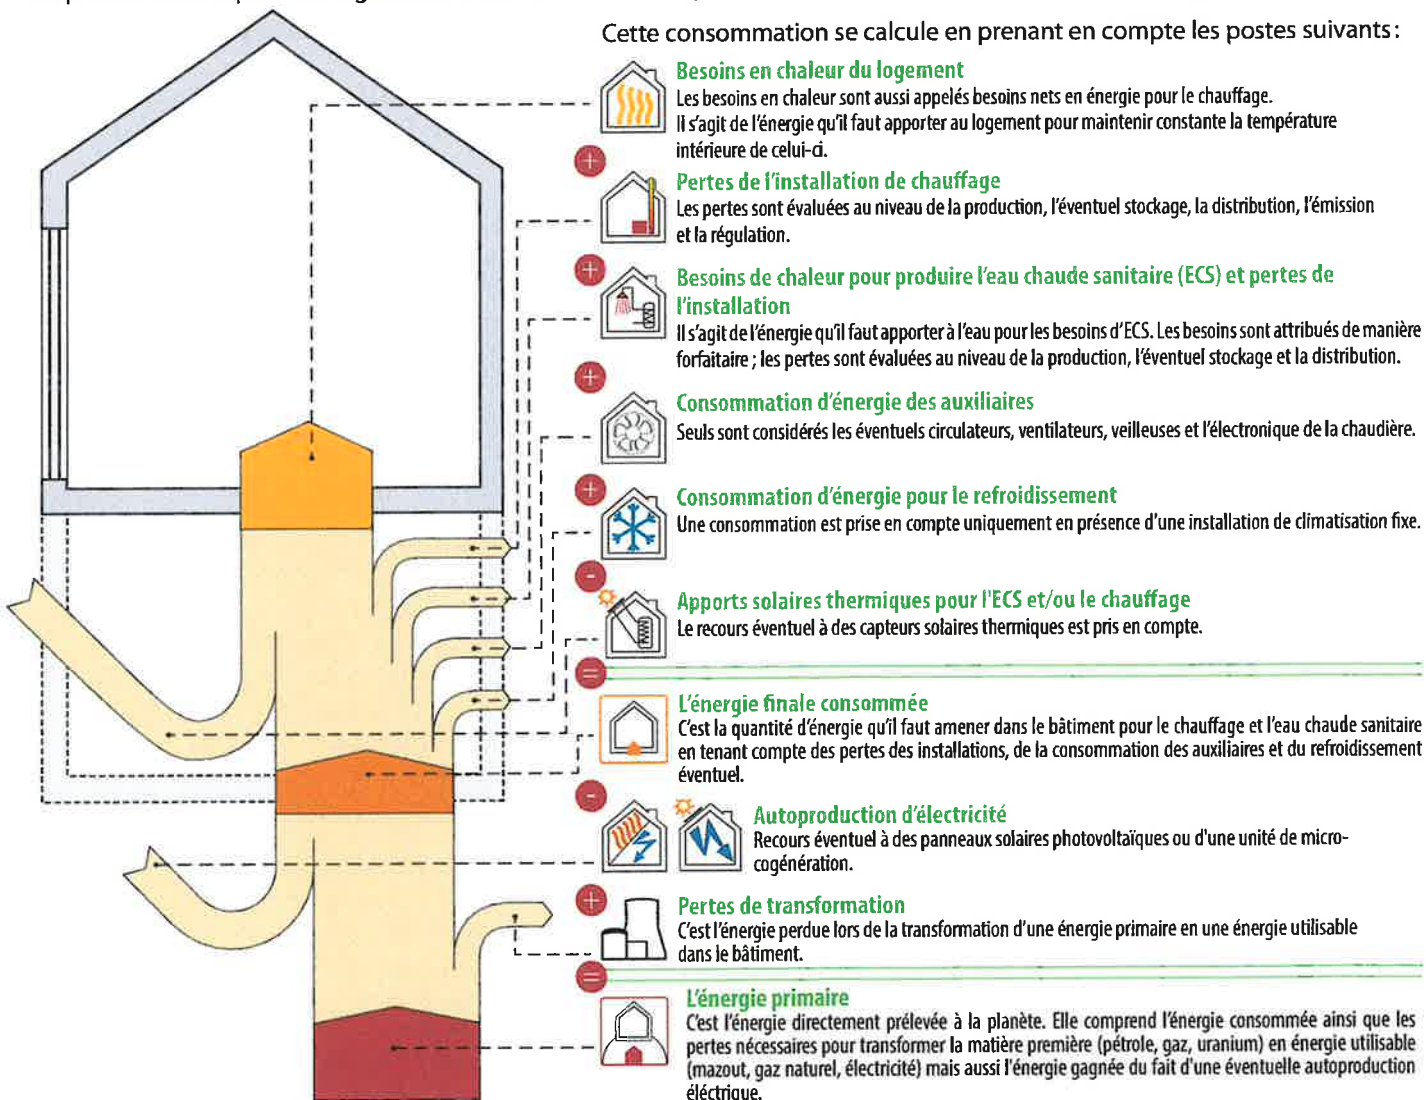 Cette consommation se calcule en prenant en compte les postes suivants :
Besoins en chaleur du logement
Les besoins en chaleur sont aussi appelés besoins nets en énergie pour le chauffage.
Il s'agit de l'énergie qu'il faut apporter au logement pour maintenir constante la température
intérieure de celui-ci.
+
Pertes de l'installation de chauffage
Les pertes sont évaluées au niveau de la production, l'éventuel stockage, la distribution, l'émission
et la régulation.
+
Besoins de chaleur pour produire l'eau chaude sanitaire (ECS) et pertes de
l'installation
Il s'agit de l'énergie qu'il faut apporter à l'eau pour les besoins d'ECS. Les besoins sont attribués de manière
forfaitaire ; les pertes sont évaluées au niveau de la production, l'éventuel stockage et la distribution.
+
Consommation d'énergie des auxiliaires
Seuls sont considérés les éventuels circulateurs, ventilateurs, veilleuses et l'électronique de la chaudière.
+
Consommation d'énergie pour le refroidissement
Une consommation est prise en compte uniquement en présence d'une installation de climatisation fixe.
-
Apports solaires thermiques pour l'ECS et/ou le chauffage
Le recours éventuel à des capteurs solaires thermiques est pris en compte.
=
L'énergie finale consommée
C'est la quantité d'énergie qu'il faut amener dans le bâtiment pour le chauffage et l'eau chaude sanitaire
en tenant compte des pertes des installations, de la consommation des auxiliaires et du refroidissement
éventuel.
-
Autoproduction d'électricité
Recours éventuel à des panneaux solaires photovoltaïques ou d'une unité de micro-
cogénération.
+
Pertes de transformation
C'est l'énergie perdue lors de la transformation d'une énergie primaire en une énergie utilisable
dans le bâtiment.
=
L'énergie primaire
C'est l'énergie directement prélevée à la planète. Elle comprend l'énergie consommée ainsi que les
pertes nécessaires pour transformer la matière première (pétrole, gaz, uranium) en énergie utilisable
(mazout, gaz naturel, électricité) mais aussi l'énergie gagnée du fait d'une éventuelle autoproduction
éléctrique.